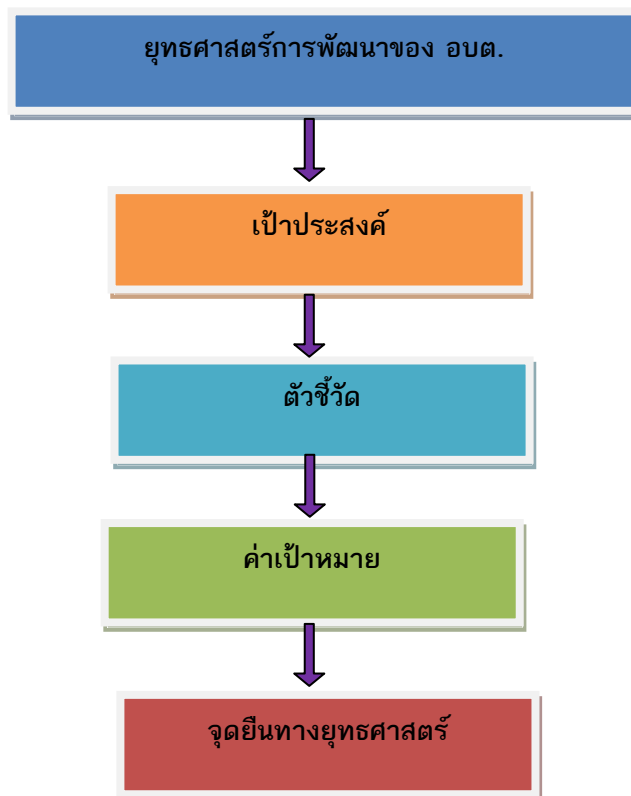 ยุทธศาสตร์การพัฒนาของ อบต.
เป้าประสงค์
ตัวชี้วัด
ค่าเป้าหมาย
จุดยืนทางยุทธศาสตร์